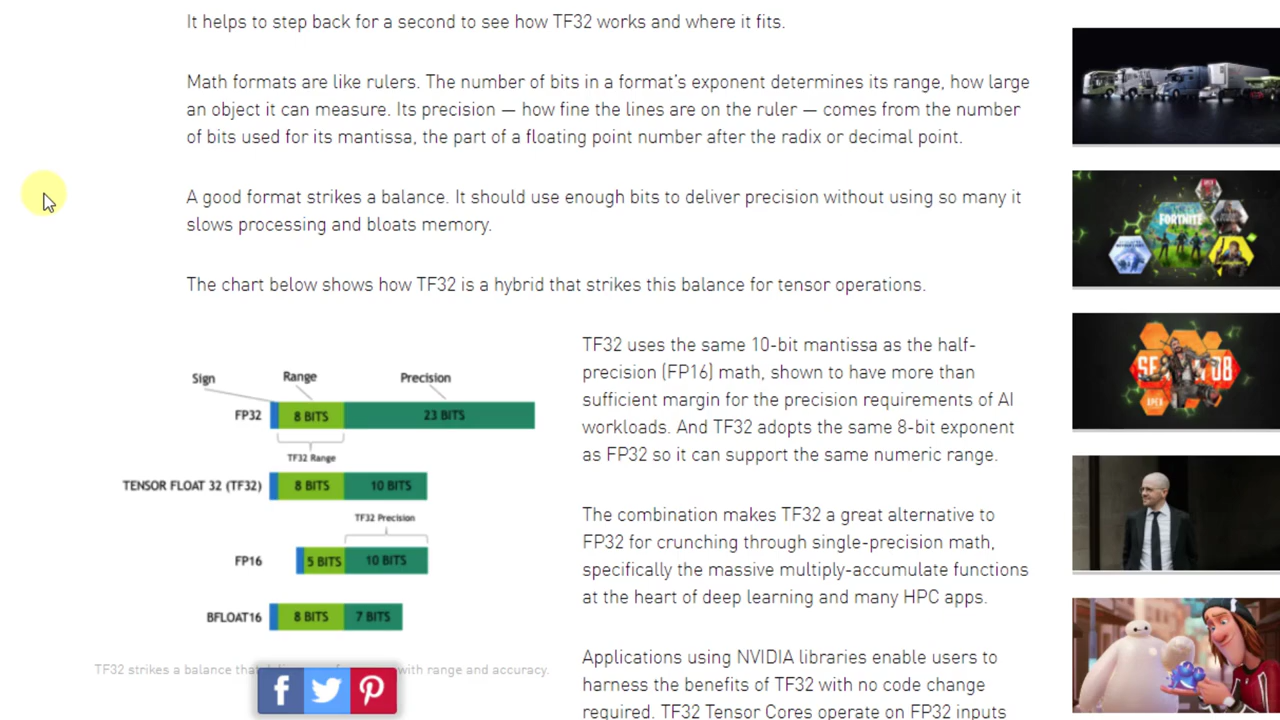 It helps to step back for a second to see how TF32 works and where it fits.
Math formats are like rulers. The number of bits in a format's exponent determines its range, how large
an object it can measure. Its precision — how fine the lines are on the ruler — comes from the number
of bits used for its mantissa, the part of a floating point number after the radix or decimal point.
A good format strikes a balance. It should use enough bits to deliver precision without using so many it
slows processing and bloats memory.
The chart below shows how TF32 is a hybrid that strikes this balance for tensor operations.
Sign Range Precision
FP32 8 BITS 23 BITS
TF32 Range
TENSOR FLOAT 32 (TF32) 8 BITS 10 BITS
TF32 Precision
FP16 5 BITS 10 BITS
BFLOAT16 8 BITS 7 BITS
TF32 strikes a balance that with range and accuracy.
TF32 uses the same 10-bit mantissa as the half-
precision (FP16) math, shown to have more than
sufficient margin for the precision requirements of AI
workloads. And TF32 adopts the same 8-bit exponent
as FP32 so it can support the same numeric range.
The combination makes TF32 a great alternative to
FP32 for crunching through single-precision math,
specifically the massive multiply-accumulate functions
at the heart of deep learning and many HPC apps.
Applications using NVIDIA libraries enable users to
harness the benefits of TF32 with no code change
required. TF32 Tensor Cores operate on FP32 inputs
FORTNITE